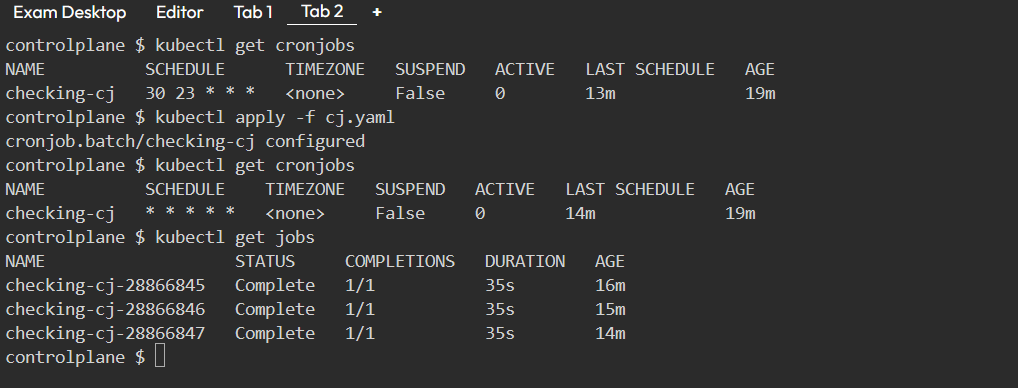 Exam Desktop Editor Tab 1 Tab 2 +
controlplane $ kubectl get cronjobs
NAME SCHEDULE TIMEZONE SUSPEND ACTIVE LAST SCHEDULE AGE
checking-cj 30 23 * * * <none> False 0 13m 19m
controlplane $ kubectl apply -f cj.yaml
cronjob.batch/checking-cj configured
controlplane $ kubectl get cronjobs
NAME SCHEDULE TIMEZONE SUSPEND ACTIVE LAST SCHEDULE AGE
checking-cj * * * * * <none> False 0 14m 19m
controlplane $ kubectl get jobs
NAME STATUS COMPLETIONS DURATION AGE
checking-cj-28866845 Complete 1/1 35s 16m
checking-cj-28866846 Complete 1/1 35s 15m
checking-cj-28866847 Complete 1/1 35s 14m
controlplane $